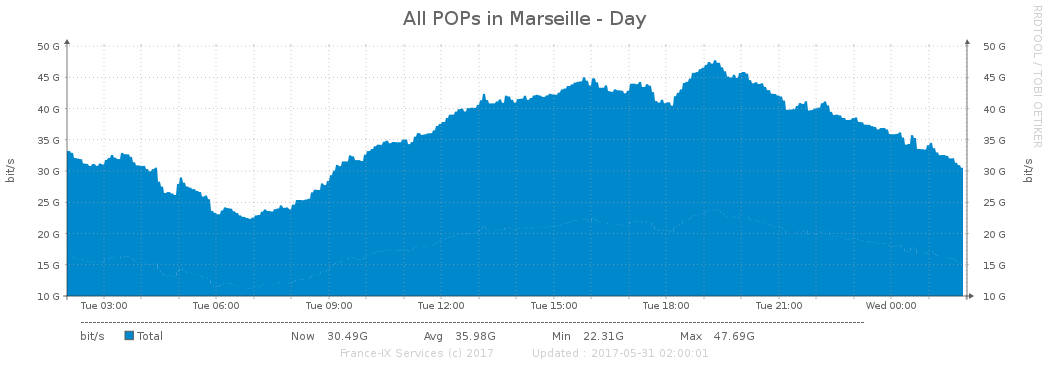 All POPs in Marseille - Day
RRDTOOL / TOBI OETIKER
bit/s
50 G
45 G
40 G
35 G
30 G
25 G
20 G
15 G
10 G
50 G
45 G
40 G
35 G
30 G
25 G
20 G
15 G
10 G
bit/s
Tue 03:00 Tue 06:00 Tue 09:00 Tue 12:00 Tue 15:00 Tue 18:00 Tue 21:00 Wed 00:00
bit/s Total Now 30.49G Avg 35.98G Min 22.31G Max 47.69G
France-IX Services (c) 2017 Updated : 2017-05-31 02:00:01